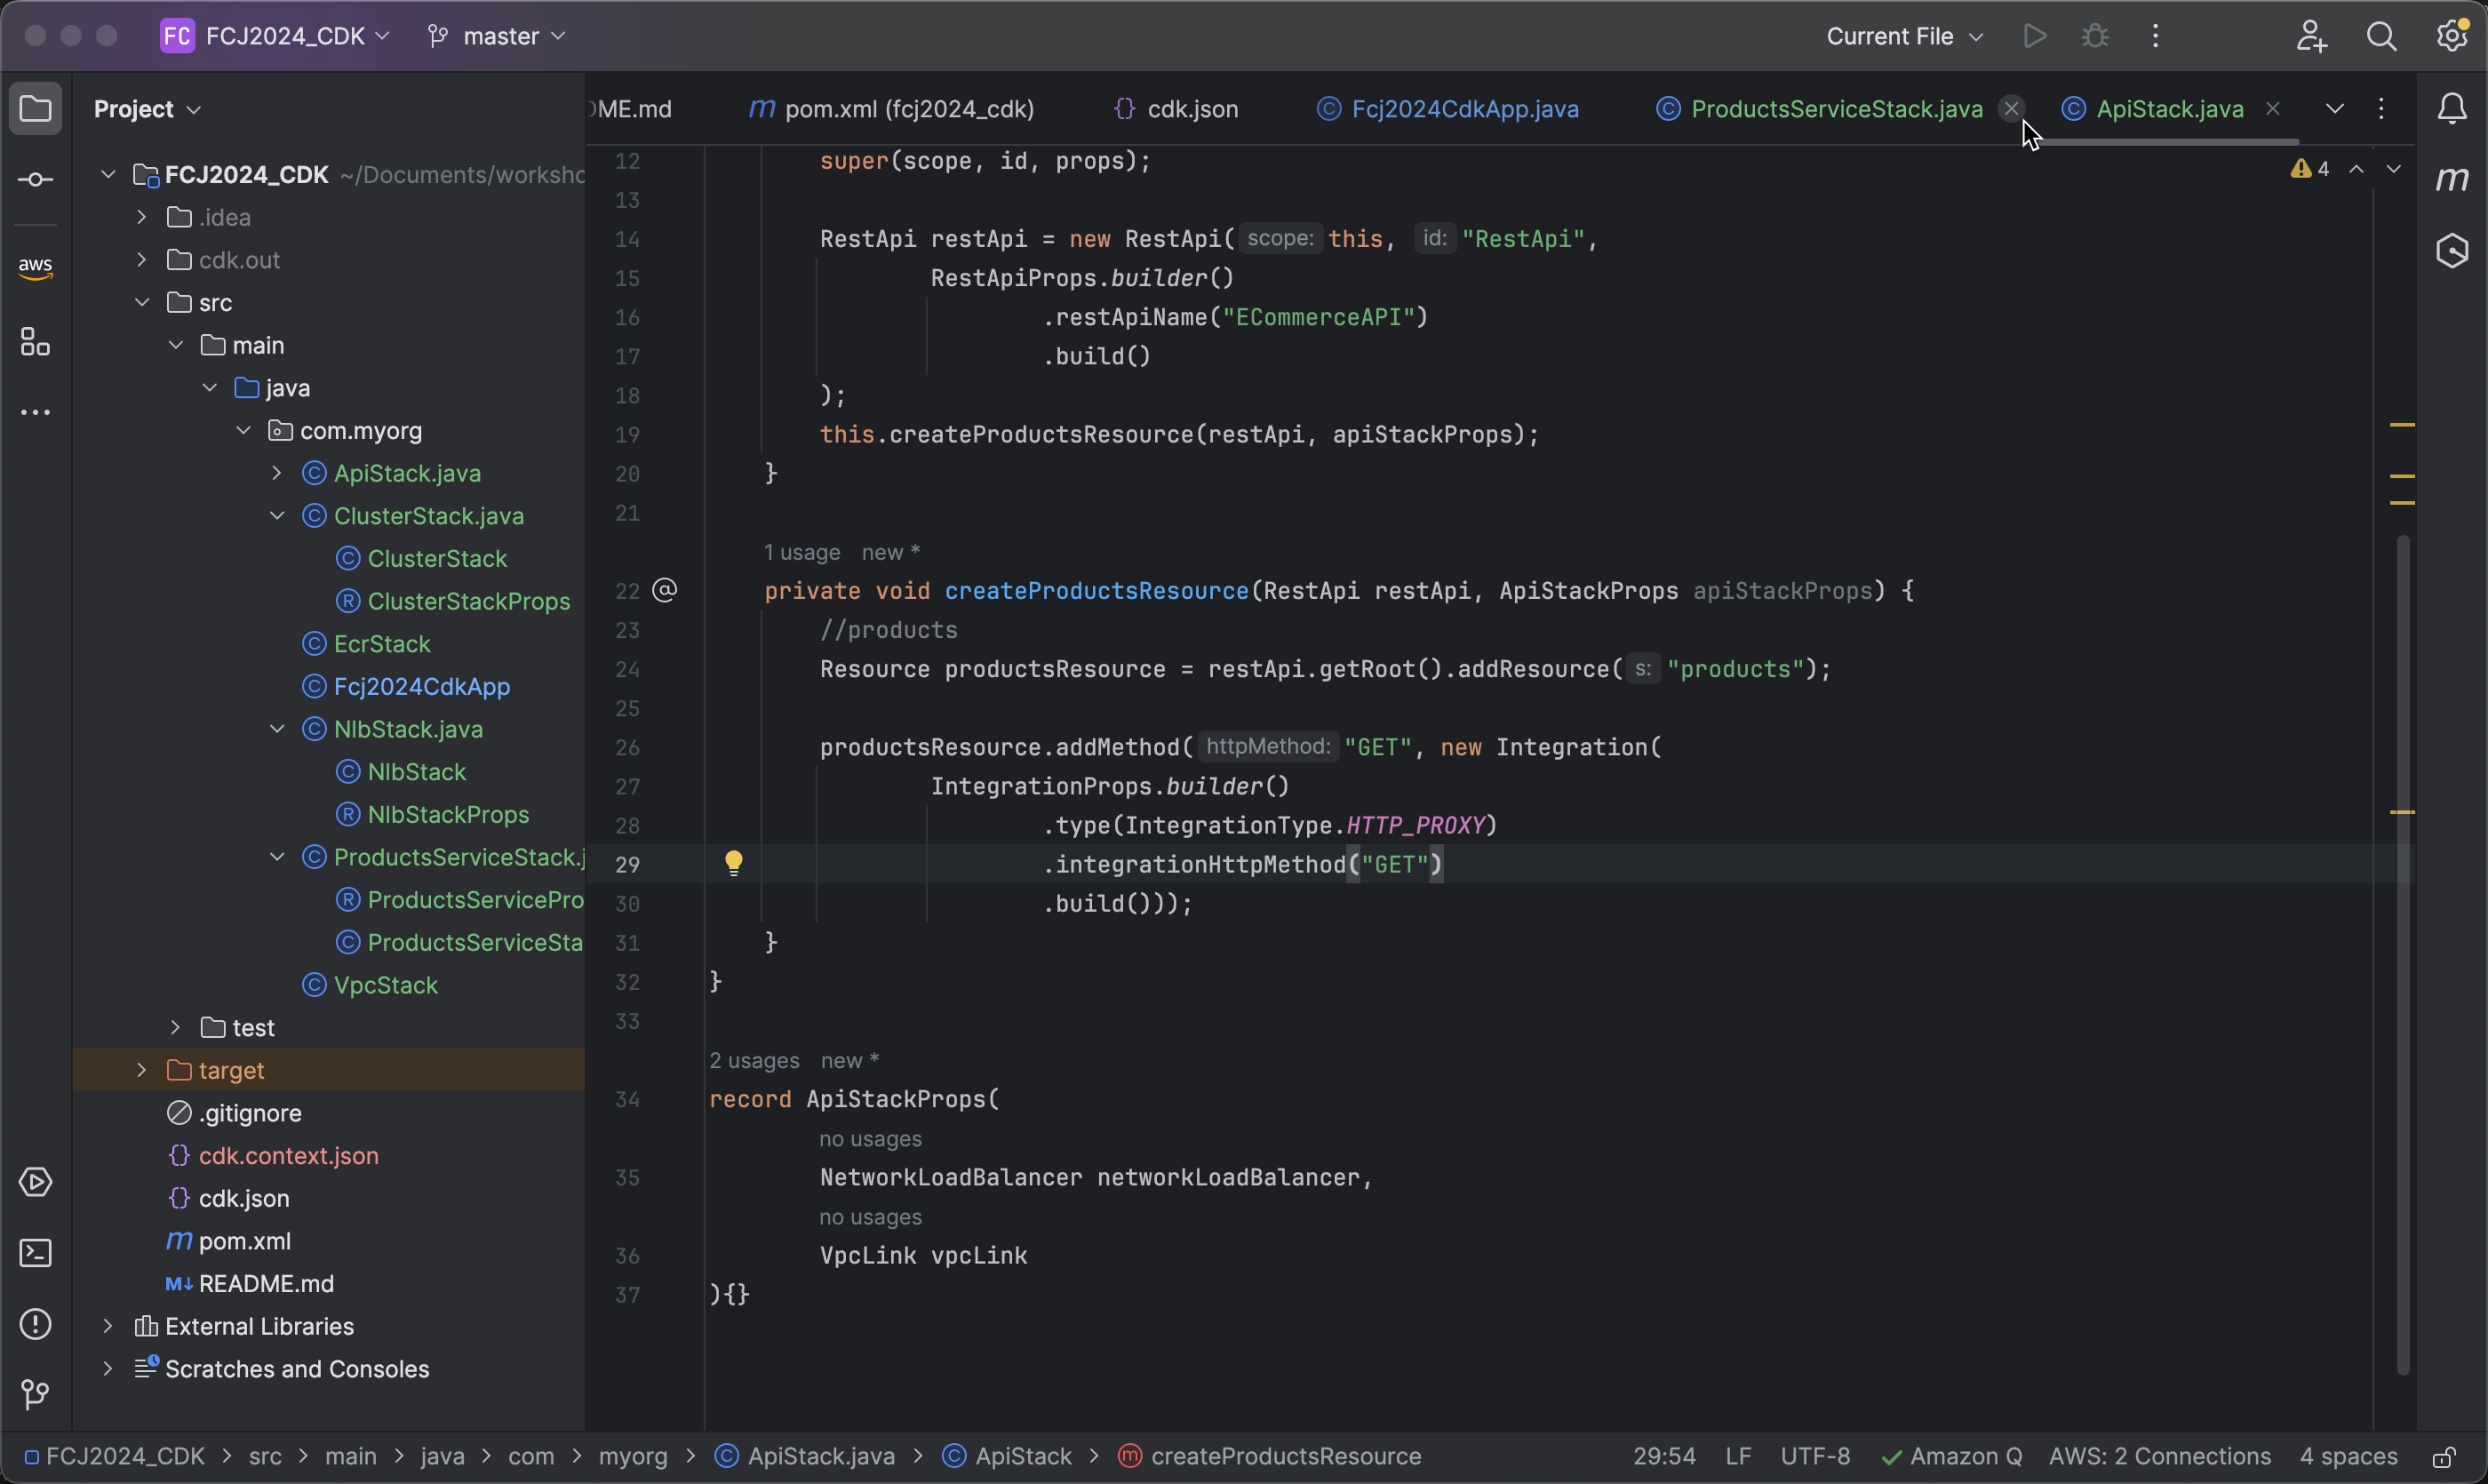 FC FCJ2024_CDK master Current File
Project
DME.md m pom.xml (fcj2024_cdk) {} cdk.json C Fcj2024CdkApp.java C ProductsServiceStack.java C ApiStack.java
4
aws
m
FCJ2024_CDK ~/Documents/worksho
.idea
cdk.out
src
main
java
com.myorg
C ApiStack.java
C ClusterStack.java
C ClusterStack
R ClusterStackProps
C EcrStack
C Fcj2024CdkApp
C NlbStack.java
C NlbStack
R NlbStackProps
C ProductsServiceStack.j
R ProductsServicePro
C ProductsServiceSta
C VpcStack
test
target
.gitignore
{} cdk.context.json
{} cdk.json
m pom.xml
M↓ README.md
External Libraries
Scratches and Consoles
12 super(scope, id, props);
13
14 RestApi restApi = new RestApi( scope: this, id: "RestApi",
15 RestApiProps.builder()
16 .restApiName("ECommerceAPI")
17 .build()
18 );
19 this.createProductsResource(restApi, apiStackProps);
20 }
21
1 usage new *
22 @ private void createProductsResource(RestApi restApi, ApiStackProps apiStackProps) {
23 //products
24 Resource productsResource = restApi.getRoot().addResource( s: "products");
25
26 productsResource.addMethod( httpMethod: "GET", new Integration(
27 IntegrationProps.builder()
28 .type(IntegrationType.HTTP_PROXY)
29 .integrationHttpMethod("GET")
30 .build()));
31 }
32 }
33
2 usages new *
34 record ApiStackProps(
no usages
35 NetworkLoadBalancer networkLoadBalancer,
no usages
36 VpcLink vpcLink
37 ){}
FCJ2024_CDK > src > main > java > com > myorg > C ApiStack.java > C ApiStack > m createProductsResource 29:54 LF UTF-8 Amazon Q AWS: 2 Connections 4 spaces